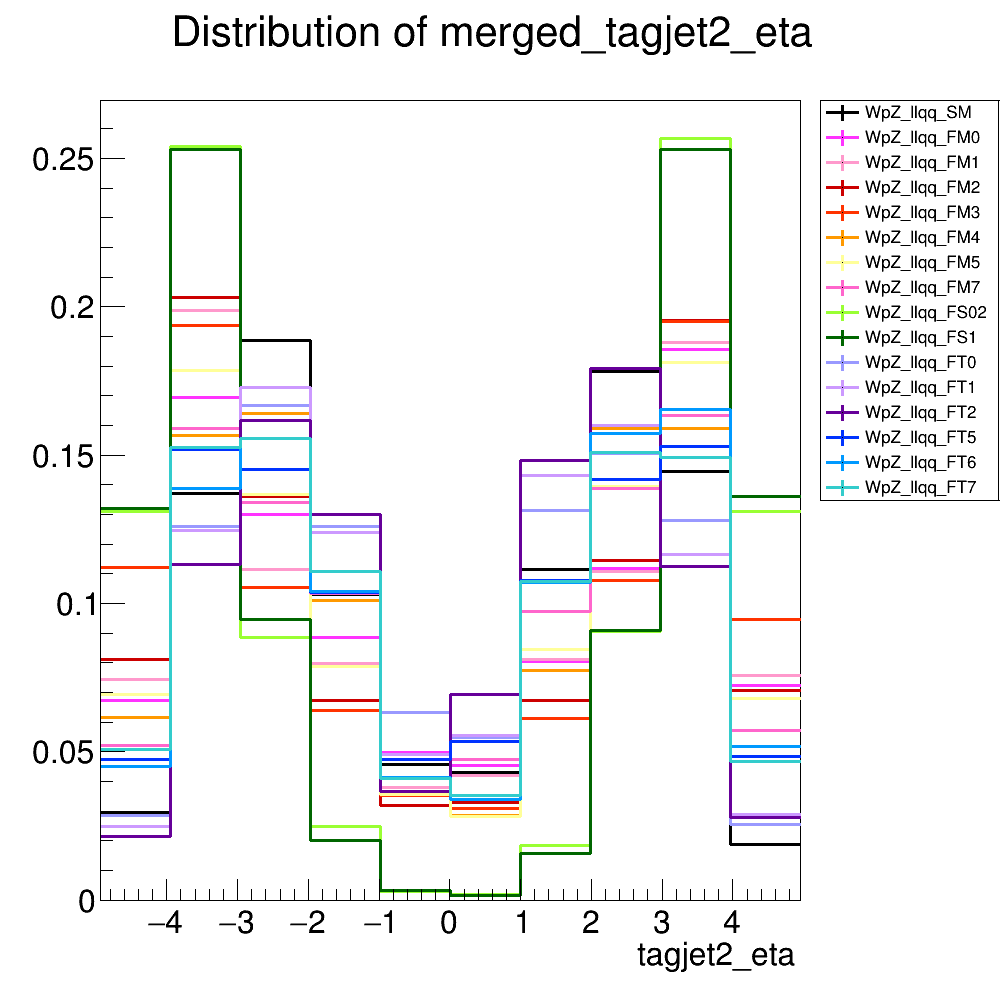 Distribution of merged_tagjet2_eta
WpZ_llqq_SM
WpZ_llqq_FM0
WpZ_llqq_FM1
WpZ_llqq_FM2
WpZ_llqq_FM3
WpZ_llqq_FM4
WpZ_llqq_FM5
WpZ_llqq_FM7
WpZ_llqq_FS02
WpZ_llqq_FS1
WpZ_llqq_FT0
WpZ_llqq_FT1
WpZ_llqq_FT2
WpZ_llqq_FT5
WpZ_llqq_FT6
WpZ_llqq_FT7
0.25
0.2
0.15
0.1
0.05
0
−4 −3 −2 −1 0 1 2 3 4
tagjet2_eta